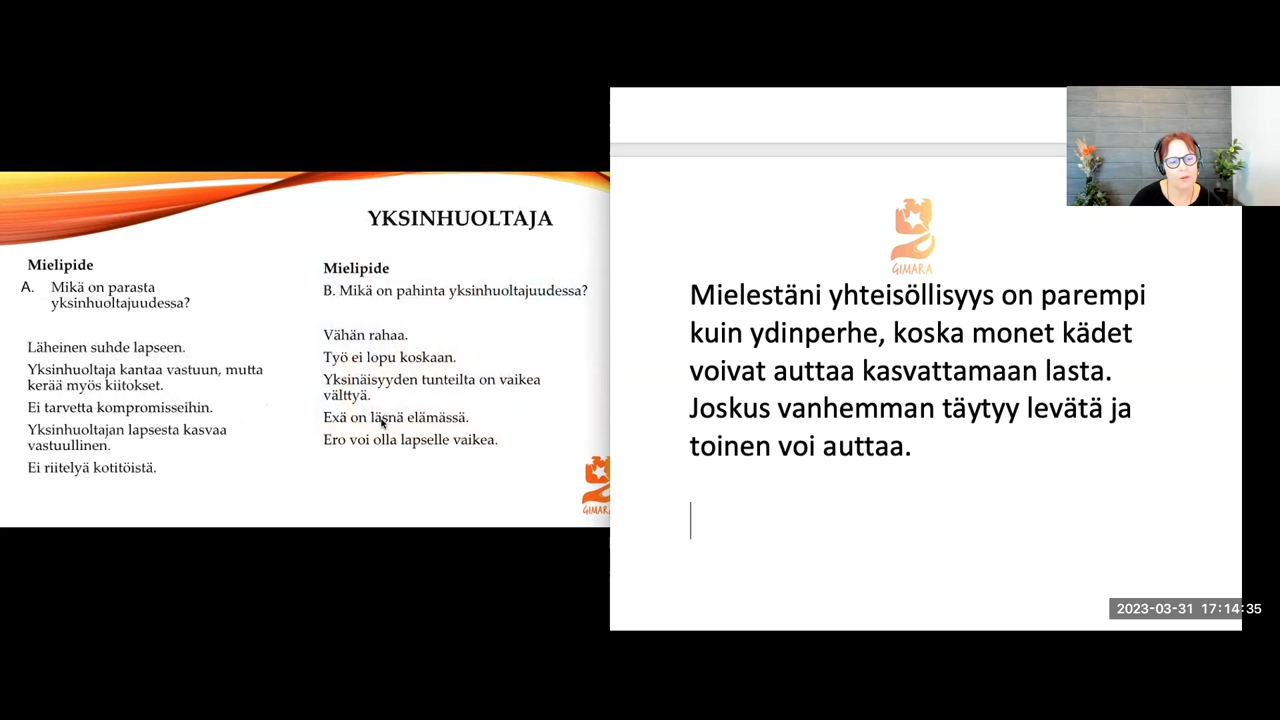 YKSINHUOLTAJA
Mielipide
A. Mikä on parasta
yksinhuoltajuudessa?
Läheinen suhde lapseen.
Yksinhuoltaja kantaa vastuun, mutta
kerää myös kiitokset.
Ei tarvetta kompromisseihin.
Yksinhuoltajan lapsesta kasvaa
vastuullinen.
Ei riitelyä kotitöistä.
Mielipide
B. Mikä on pahinta yksinhuoltajuudessa?
Vähän rahaa.
Työ ei lopu koskaan.
Yksinäisyyden tunteilta on vaikea
välttyä.
Exä on läsnä elämässä.
Ero voi olla lapselle vaikea.
GIMARA
GIMARA
Mielestäni yhteisöllisyys on parempi
kuin ydinperhe, koska monet kädet
voivat auttaa kasvattamaan lasta.
Joskus vanhemman täytyy levätä ja
toinen voi auttaa.
2023-03-31 17:14:35